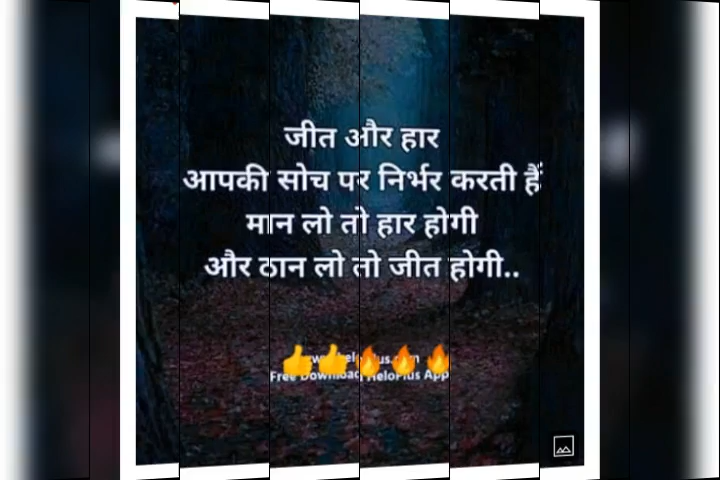 जीत और हार
आपकी सोच पर निर्भर करती हैं
मान लो तो हार होगी
और ठान लो तो जीत होगी..
Free Download HeloPlus App